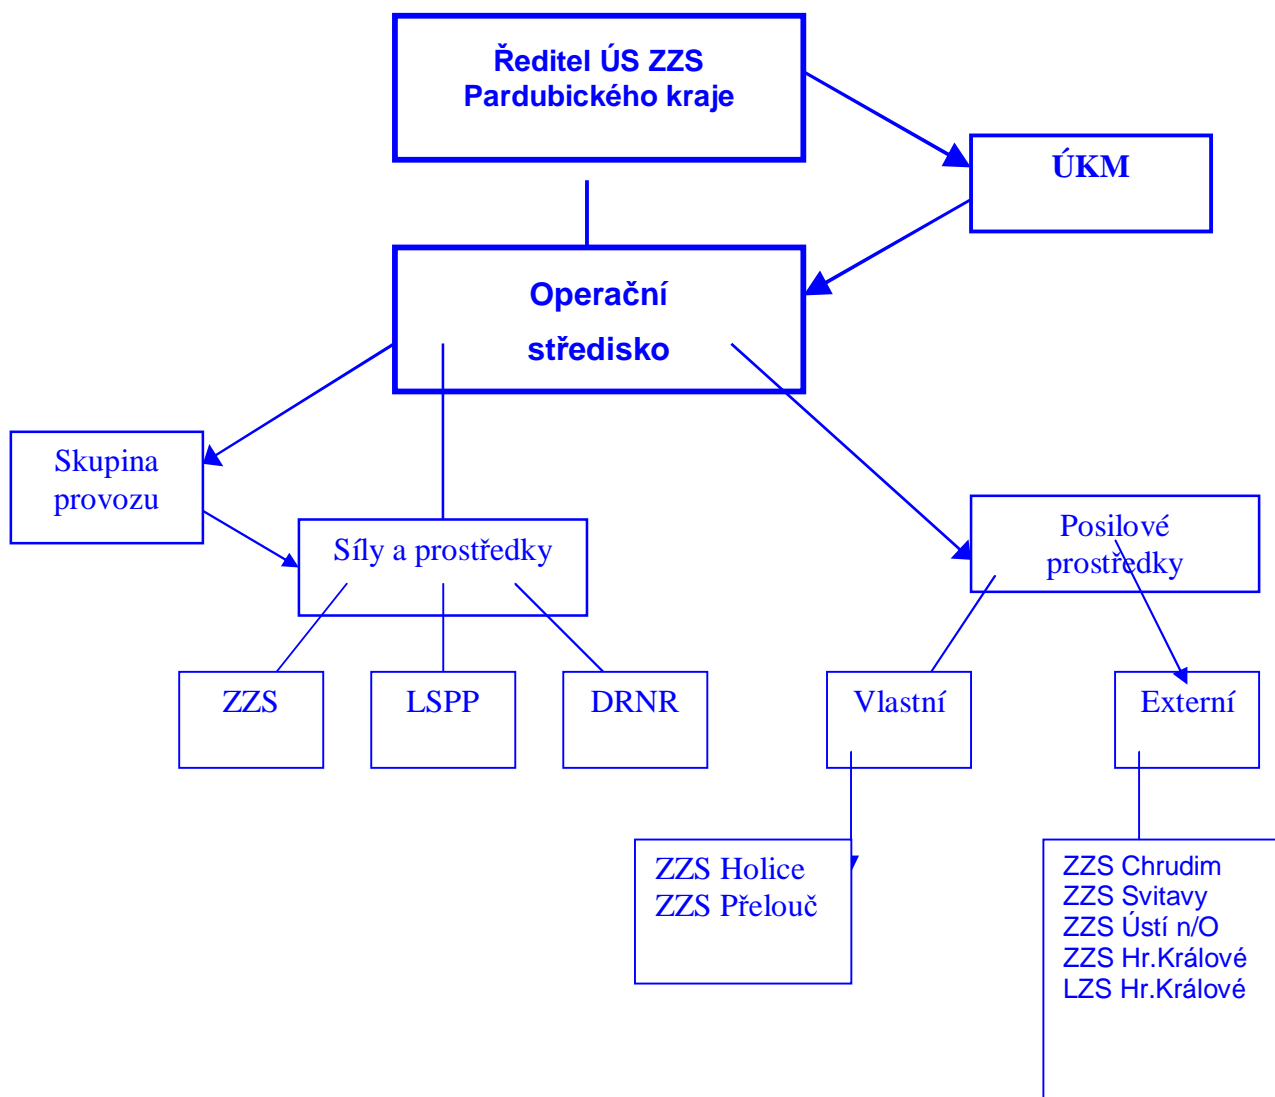 Ředitel ÚS ZZS
Pardubického kraje
ÚKM
Operační
středisko
Skupina
provozu
Síly a prostředky
Posilové
prostředky
ZZS
LSPP
DRNR
Vlastní
Externí
ZZS Holice
ZZS Přelouč
ZZS Chrudim
ZZS Svitavy
ZZS Ústí n/O
ZZS Hr.Králové
LZS Hr.Králové